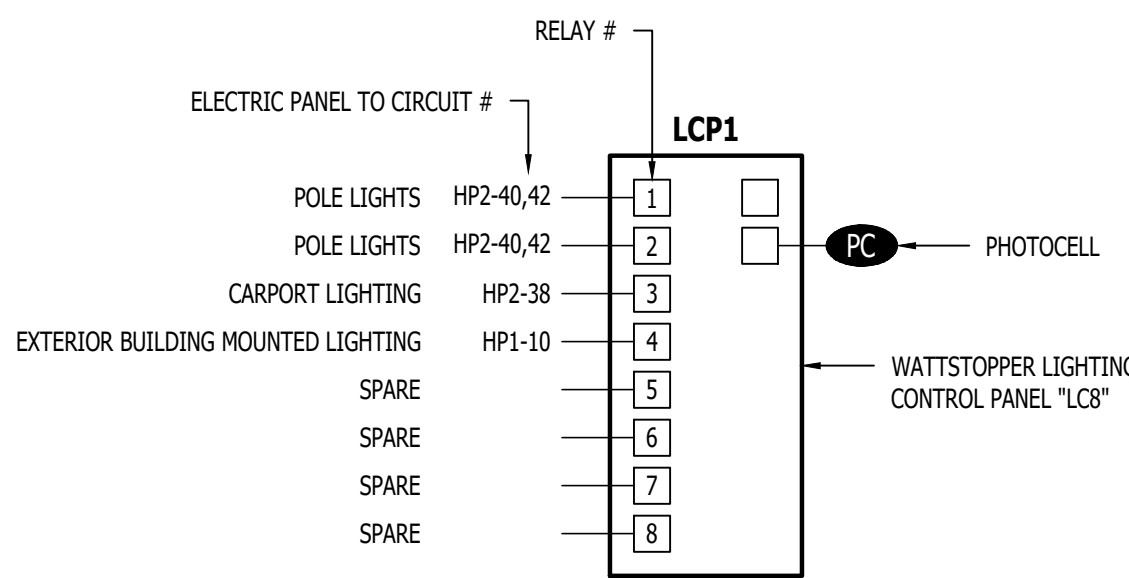 RELAY #
ELECTRIC PANEL TO CIRCUIT #
LCP1
POLE LIGHTS HP2-40,42 1
POLE LIGHTS HP2-40,42 2 PC PHOTOCELL
CARPORT LIGHTING HP2-38 3
EXTERIOR BUILDING MOUNTED LIGHTING HP1-10 4
WATTSTOPPER LIGHTING
CONTROL PANEL "LC8"
SPARE 5
SPARE 6
SPARE 7
SPARE 8